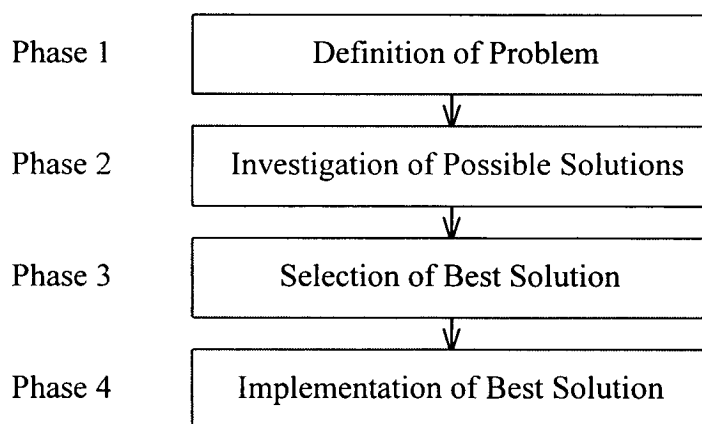 Phase 1 Definition of Problem
Phase 2 Investigation of Possible Solutions
Phase 3 Selection of Best Solution
Phase 4 Implementation of Best Solution